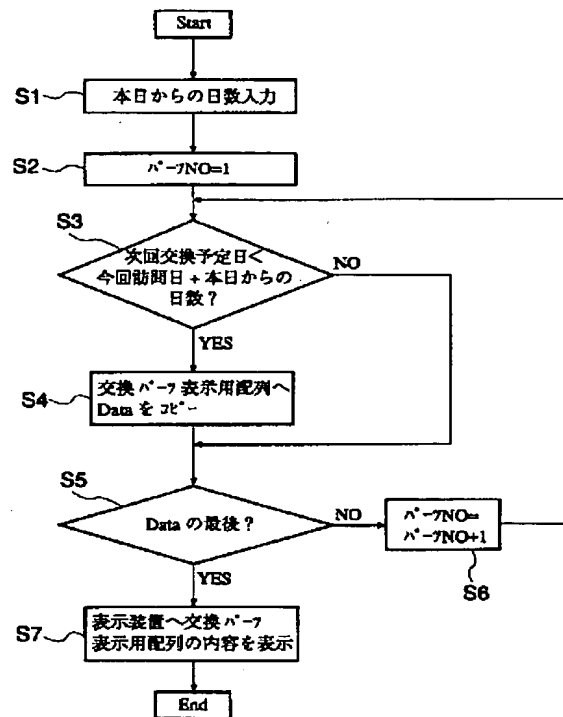 Start
S1
本日からの日数入力
S2
ﾊﾟｰﾂNO=1
S3
次回交換予定日<
今回訪問日+本日からの
日数?
NO
YES
S4
交換ﾊﾟｰﾂ表示用配列へ
Dataをｺﾋﾟｰ
S5
Dataの最後?
NO
ﾊﾟｰﾂNO=
ﾊﾟｰﾂNO+1
S6
YES
S7
表示装置へ交換ﾊﾟｰﾂ
表示用配列の内容を表示
End